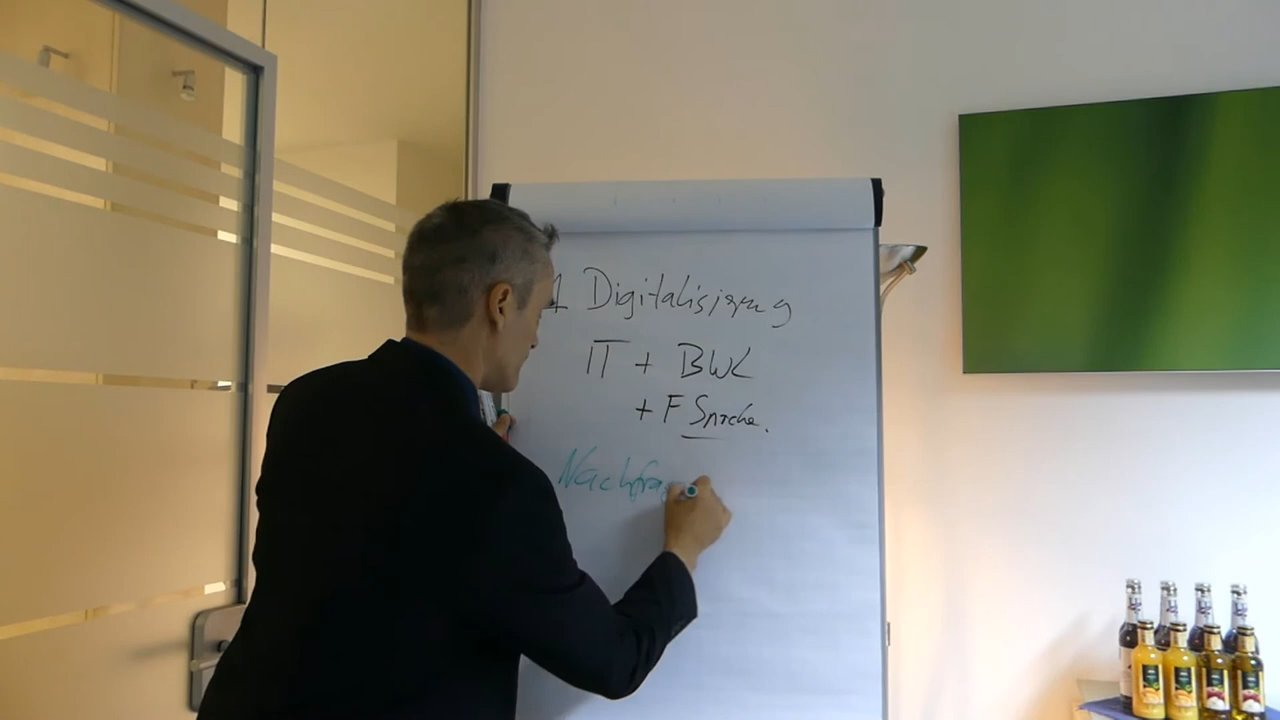 1 Digitalisierung
IT + BWL
+ F Sprache.
Nachfra